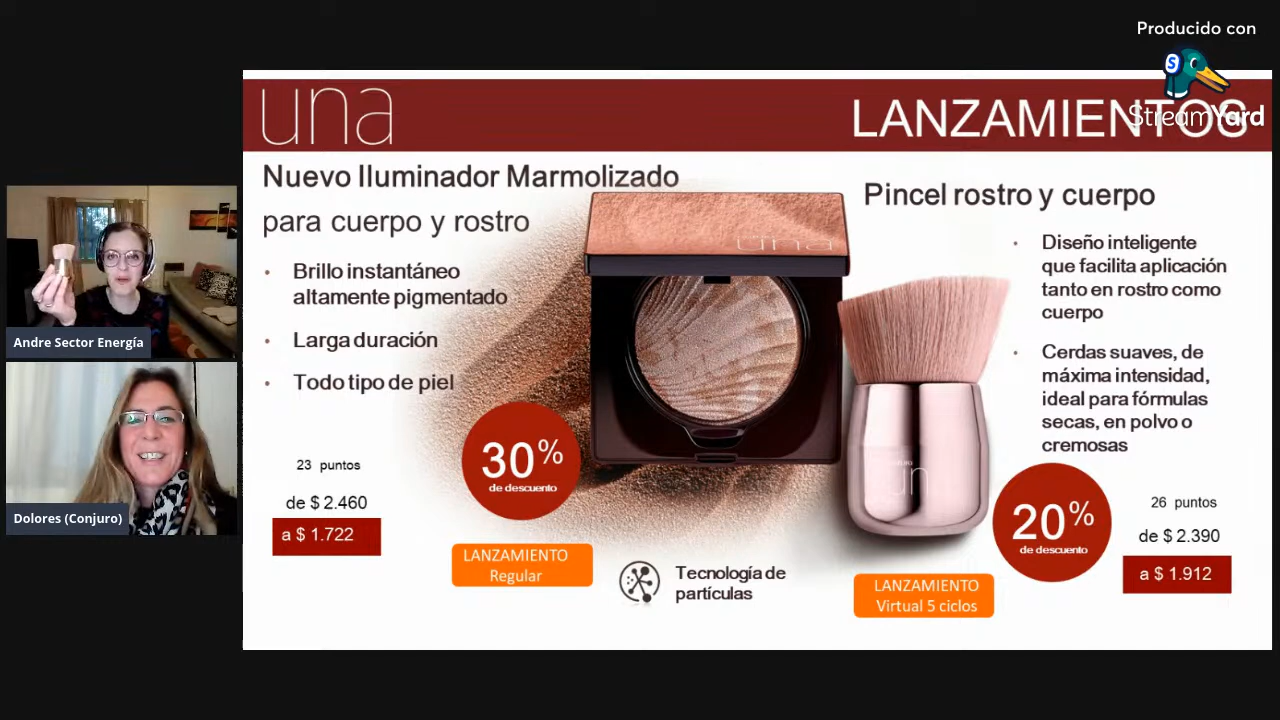 Producido con
StreamYard
una
LANZAMIENTOS
Nuevo Iluminador Marmolizado
para cuerpo y rostro
• Brillo instantáneo
altamente pigmentado
• Larga duración
• Todo tipo de piel
23 puntos
de $ 2.460
a $ 1.722
30%
de descuento
LANZAMIENTO
Regular
una
Tecnología de
partículas
Pincel rostro y cuerpo
• Diseño inteligente
que facilita aplicación
tanto en rostro como
cuerpo
• Cerdas suaves, de
máxima intensidad,
ideal para fórmulas
secas, en polvo o
cremosas
20%
de descuento
26 puntos
de $ 2.390
a $ 1.912
LANZAMIENTO
Virtual 5 ciclos
Andre Sector Energía
Dolores (Conjuro)